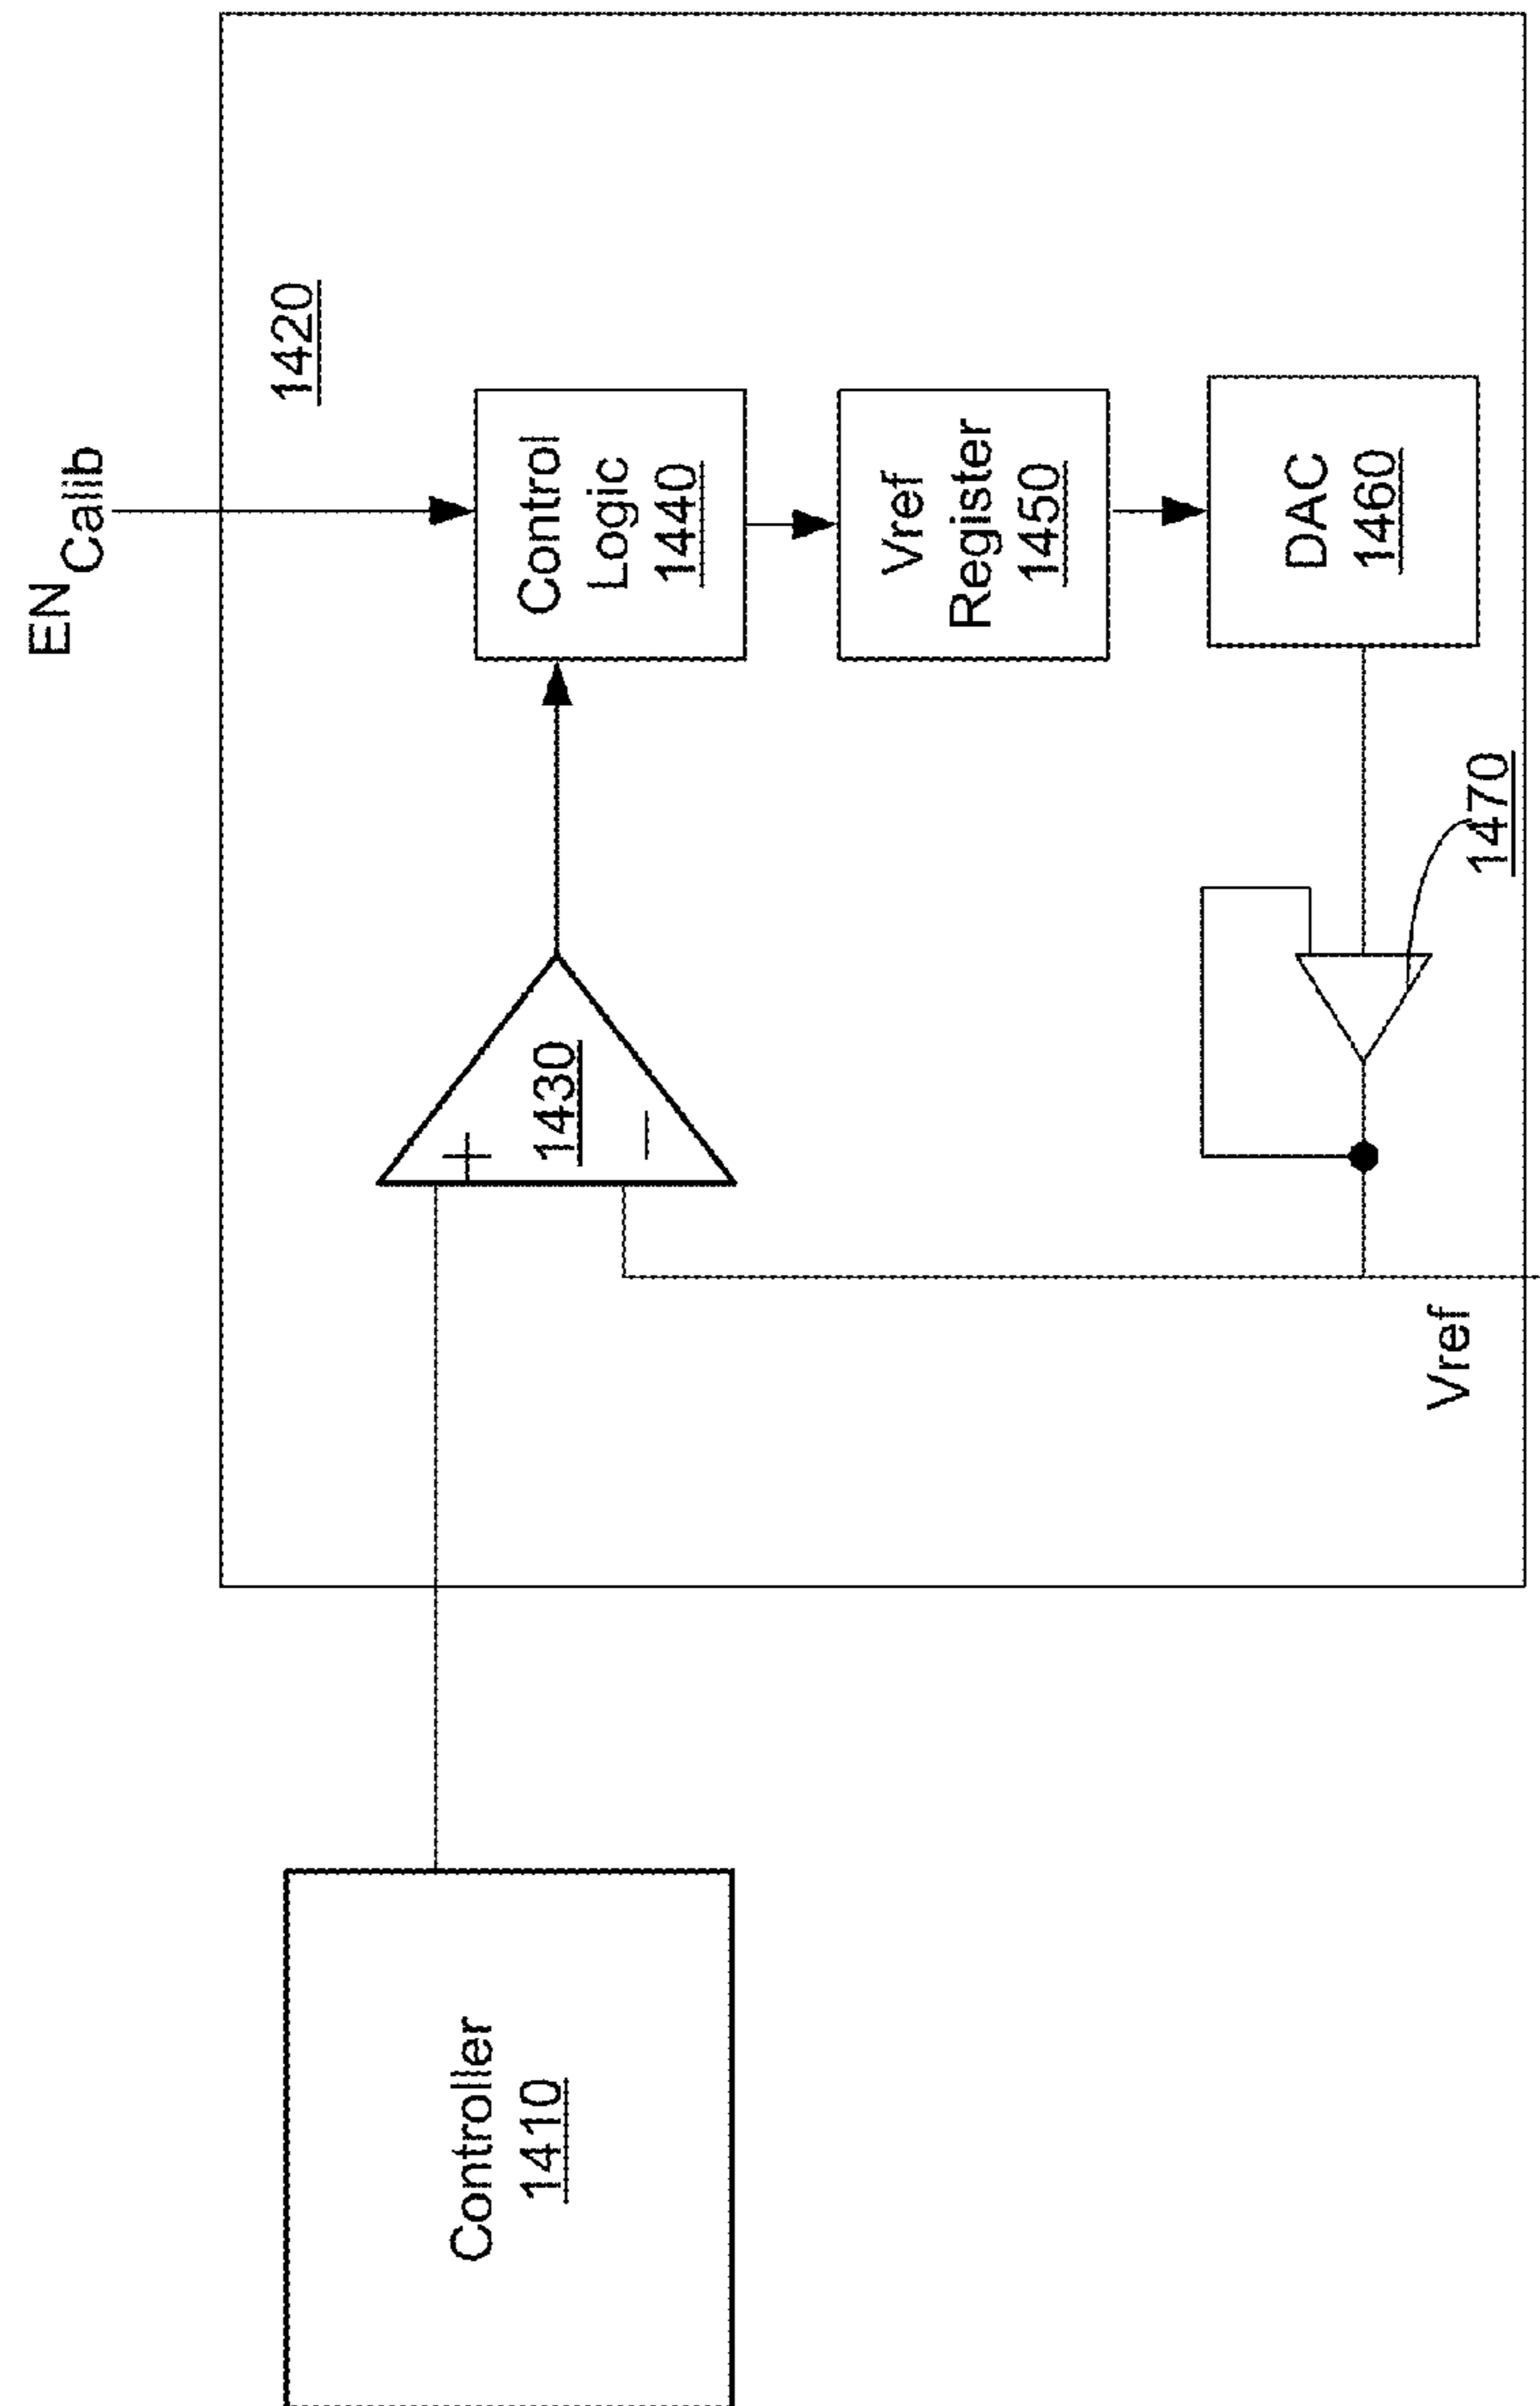 EN Calib
1420
Controller
1410
+
1430
–
Control
Logic
1440
Vref
Register
1450
DAC
1460
1470
Vref